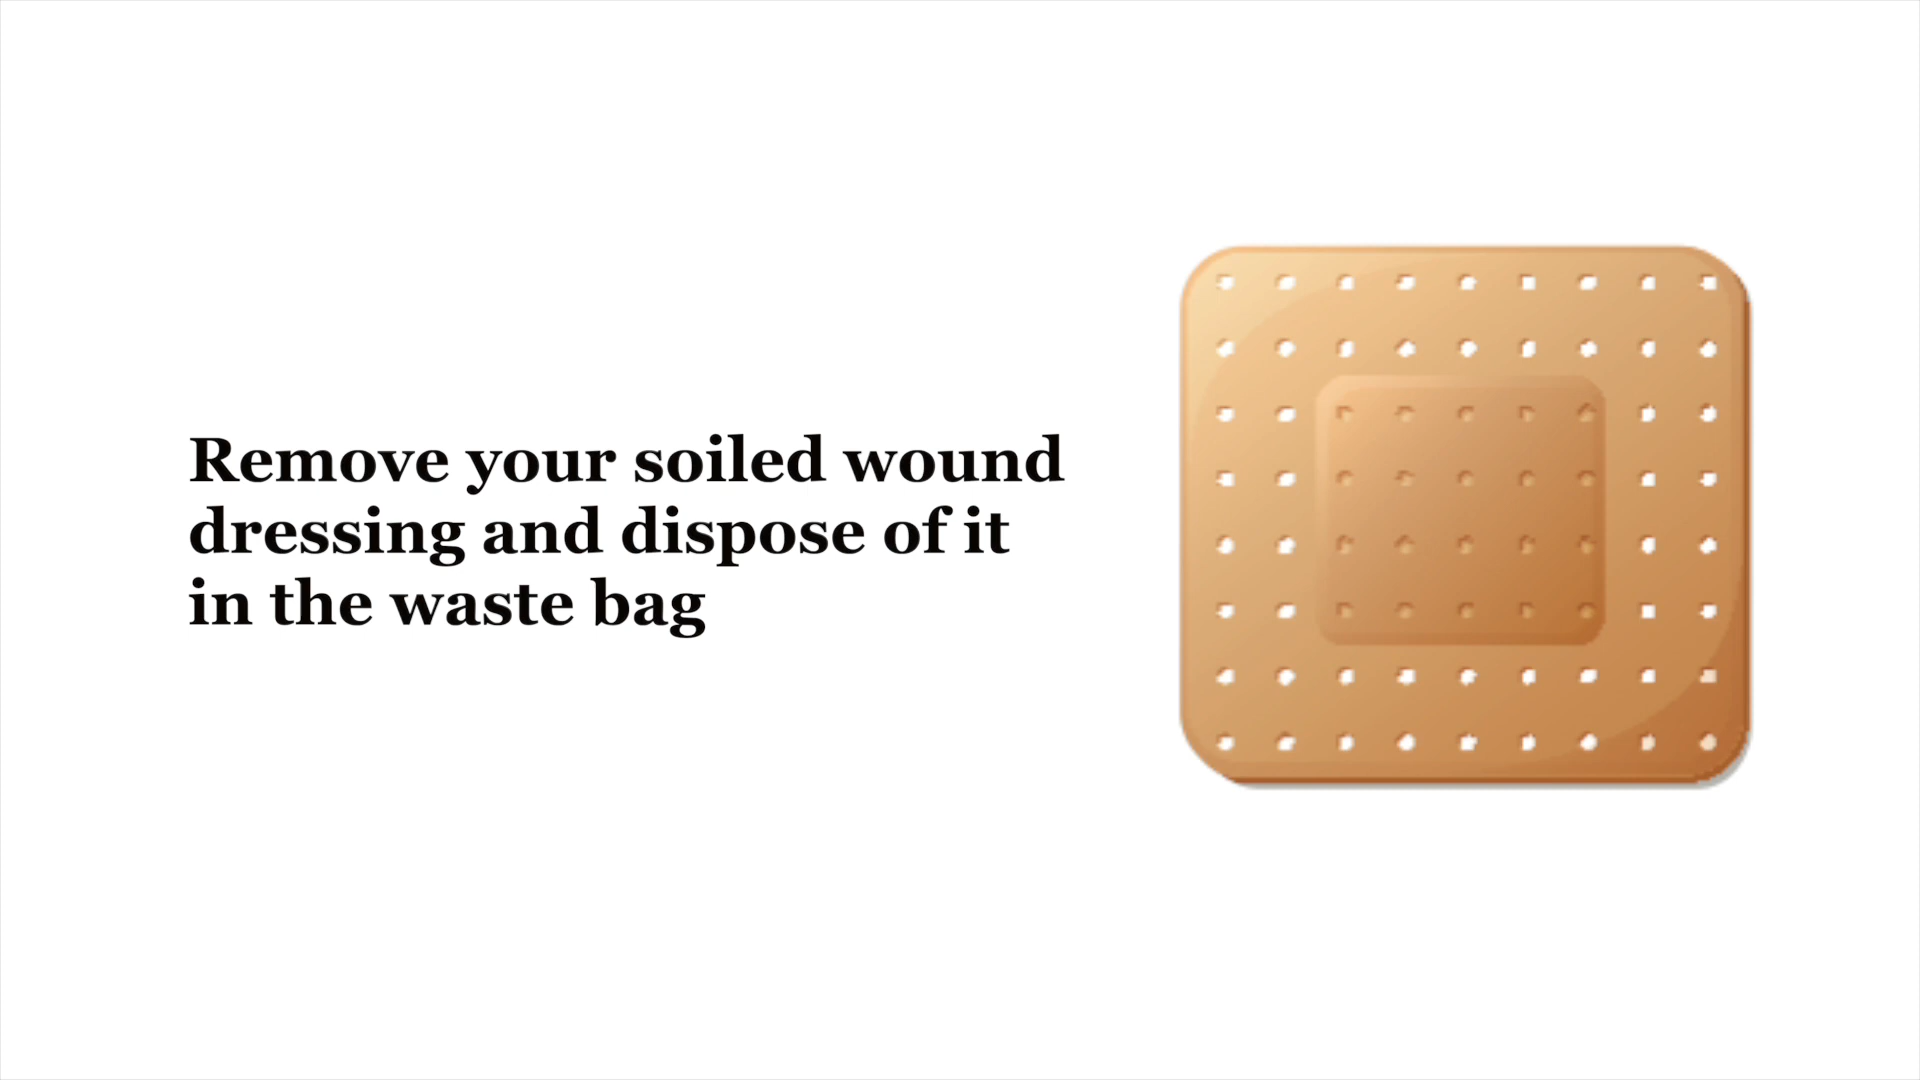 Remove your soiled wound
dressing and dispose of it
in the waste bag